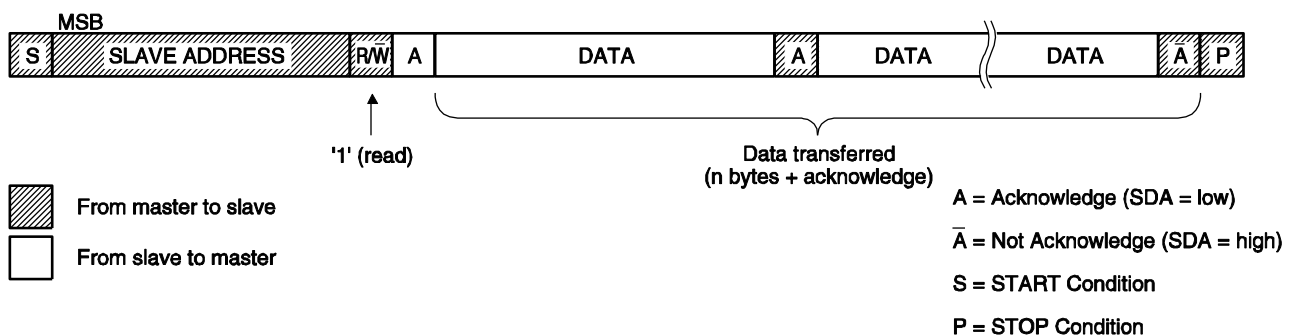 MSB
S SLAVE ADDRESS R/W̅ A DATA A DATA DATA A̅ P
'1' (read)
Data transferred
(n bytes + acknowledge)
From master to slave
From slave to master
A = Acknowledge (SDA = low)
A̅ = Not Acknowledge (SDA = high)
S = START Condition
P = STOP Condition